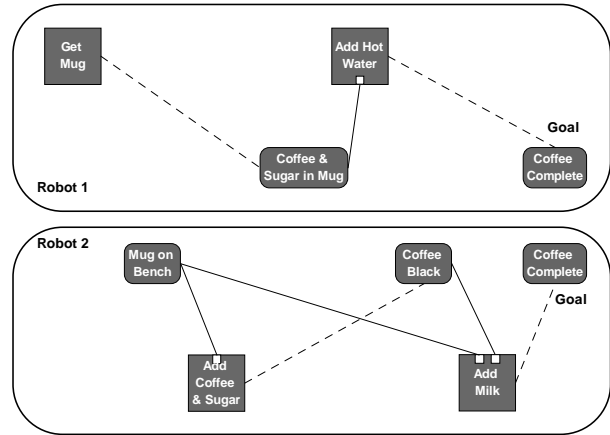 Get
Mug
Add Hot
Water
Goal
Coffee &
Sugar in Mug
Coffee
Complete
Robot 1
Robot 2
Mug on
Bench
Coffee
Black
Coffee
Complete
Goal
Add
Coffee
& Sugar
Add
Milk